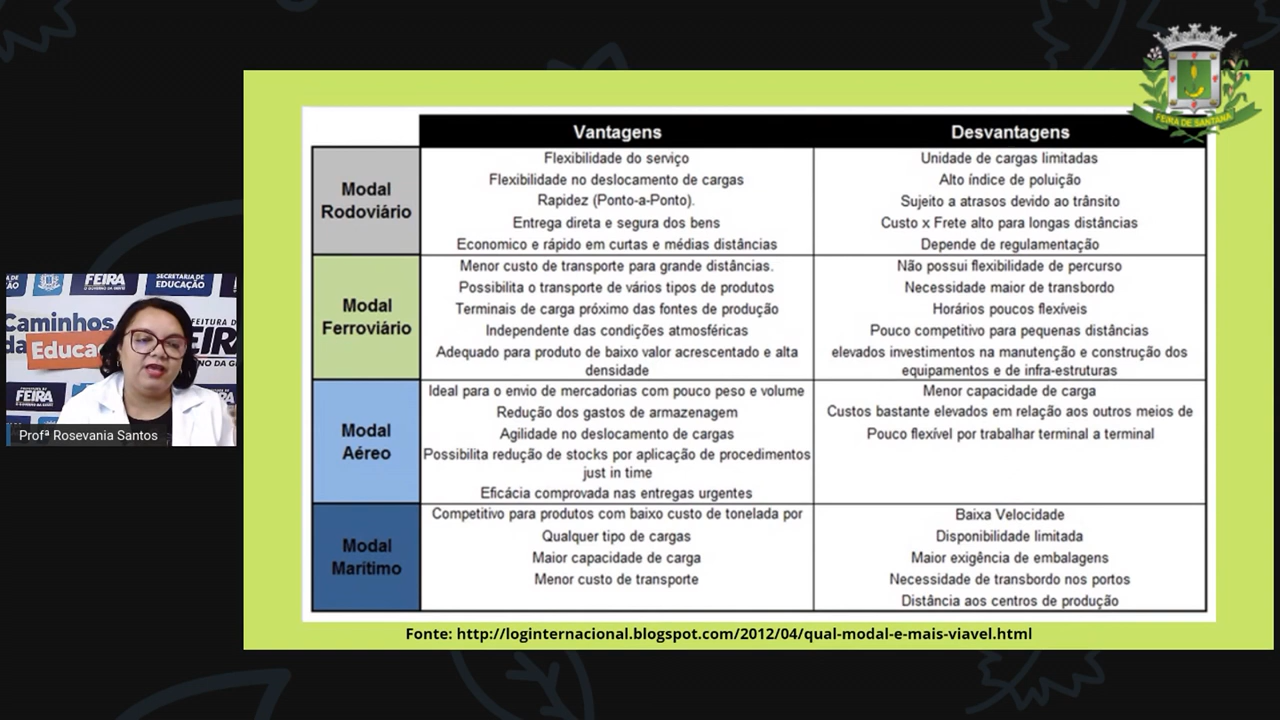 FEIRA DE SANTANA
Vantagens
Desvantagens
Modal
Rodoviário
Flexibilidade do serviço
Flexibilidade no deslocamento de cargas
Rapidez (Ponto-a-Ponto).
Entrega direta e segura dos bens
Economico e rápido em curtas e médias distâncias
Unidade de cargas limitadas
Alto índice de poluição
Sujeito a atrasos devido ao trânsito
Custo x Frete alto para longas distâncias
Depende de regulamentação
Modal
Ferroviário
Menor custo de transporte para grande distâncias.
Possibilita o transporte de vários tipos de produtos
Terminais de carga próximo das fontes de produção
Independente das condições atmosféricas
Adequado para produto de baixo valor acrescentado e alta
densidade
Não possui flexibilidade de percurso
Necessidade maior de transbordo
Horários poucos flexíveis
Pouco competitivo para pequenas distâncias
elevados investimentos na manutenção e construção dos
equipamentos e de infra-estruturas
Modal
Aéreo
Ideal para o envio de mercadorias com pouco peso e volume
Redução dos gastos de armazenagem
Agilidade no deslocamento de cargas
Possibilita redução de stocks por aplicação de procedimentos
just in time
Eficácia comprovada nas entregas urgentes
Menor capacidade de carga
Custos bastante elevados em relação aos outros meios de
Pouco flexível por trabalhar terminal a terminal
Modal
Marítimo
Competitivo para produtos com baixo custo de tonelada por
Qualquer tipo de cargas
Maior capacidade de carga
Menor custo de transporte
Baixa Velocidade
Disponibilidade limitada
Maior exigência de embalagens
Necessidade de transbordo nos portos
Distância aos centros de produção
Fonte: http://loginternacional.blogspot.com/2012/04/qual-modal-e-mais-viavel.html
FEIRA
SECRETARIA DE
EDUCAÇÃO
Caminhos
da Educa
FEIRA
Profª Rosevania Santos